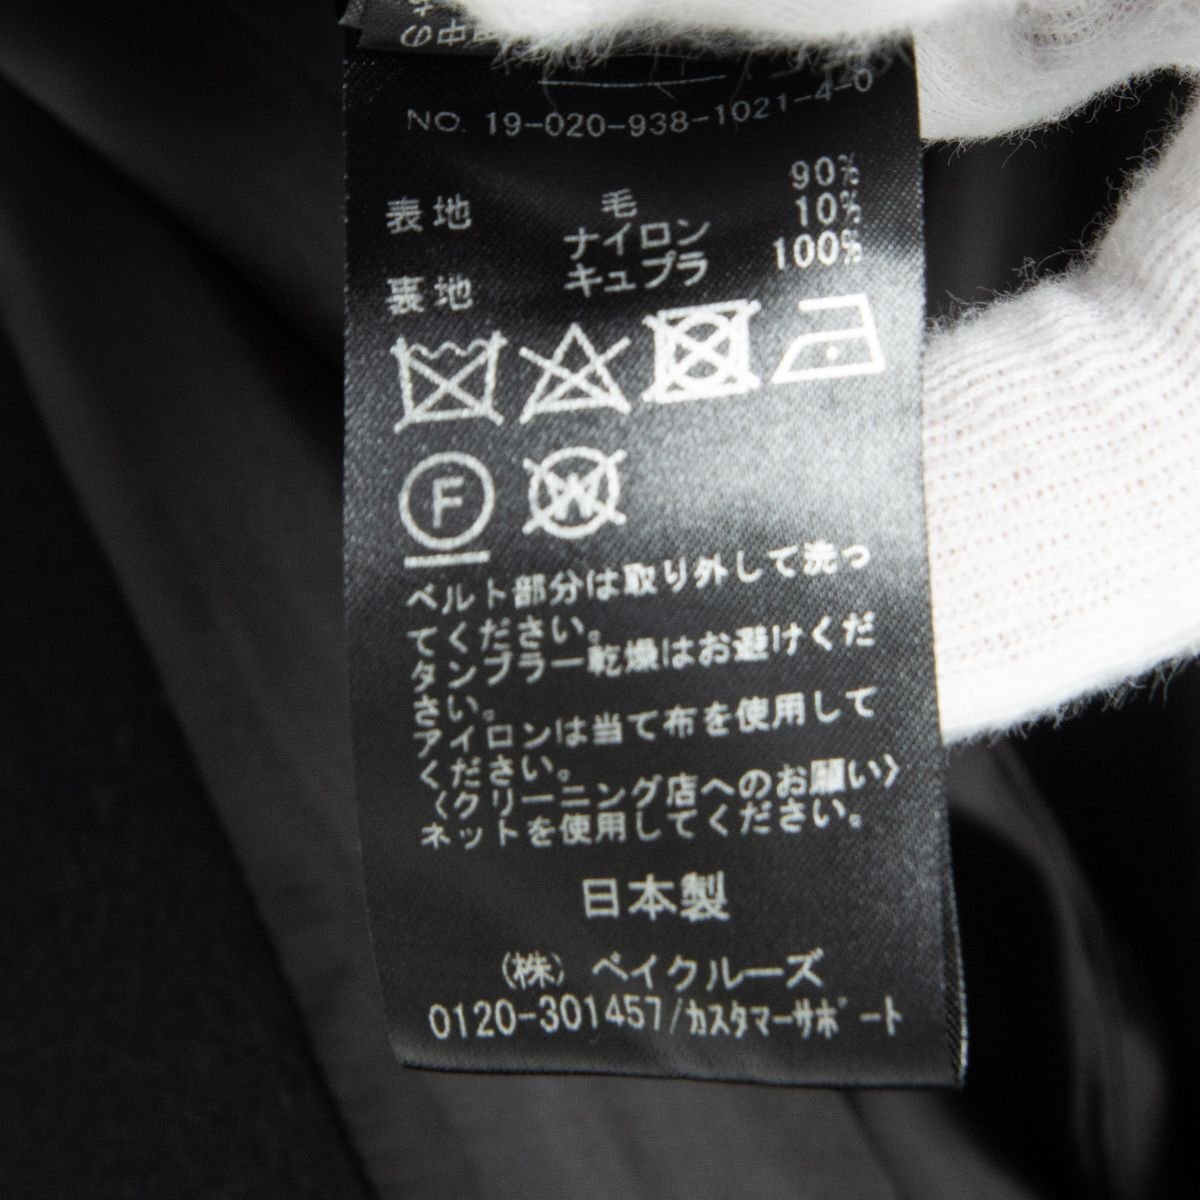 NO. 19-020-938-1021-4-0
表地 毛 90%
ナイロン 10%
裏地 キュプラ 100%
F
W
ベルト部分は取り外して洗っ
てください。
タンブラー乾燥はお避けくだ
さい。
アイロンは当て布を使用して
ください。
〈クリーニング店へのお願い〉
ネットを使用してください。
日本製
(株) ベイクルーズ
0120-301457/カスタマーサポート